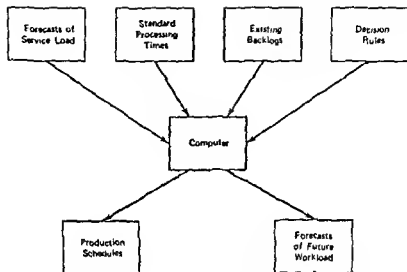 Forecasts of
Service Load
Standard
Processing
Times
Existing
Backlogs
Decision
Rules
Computer
Production
Schedules
Forecasts
of Future
Workload